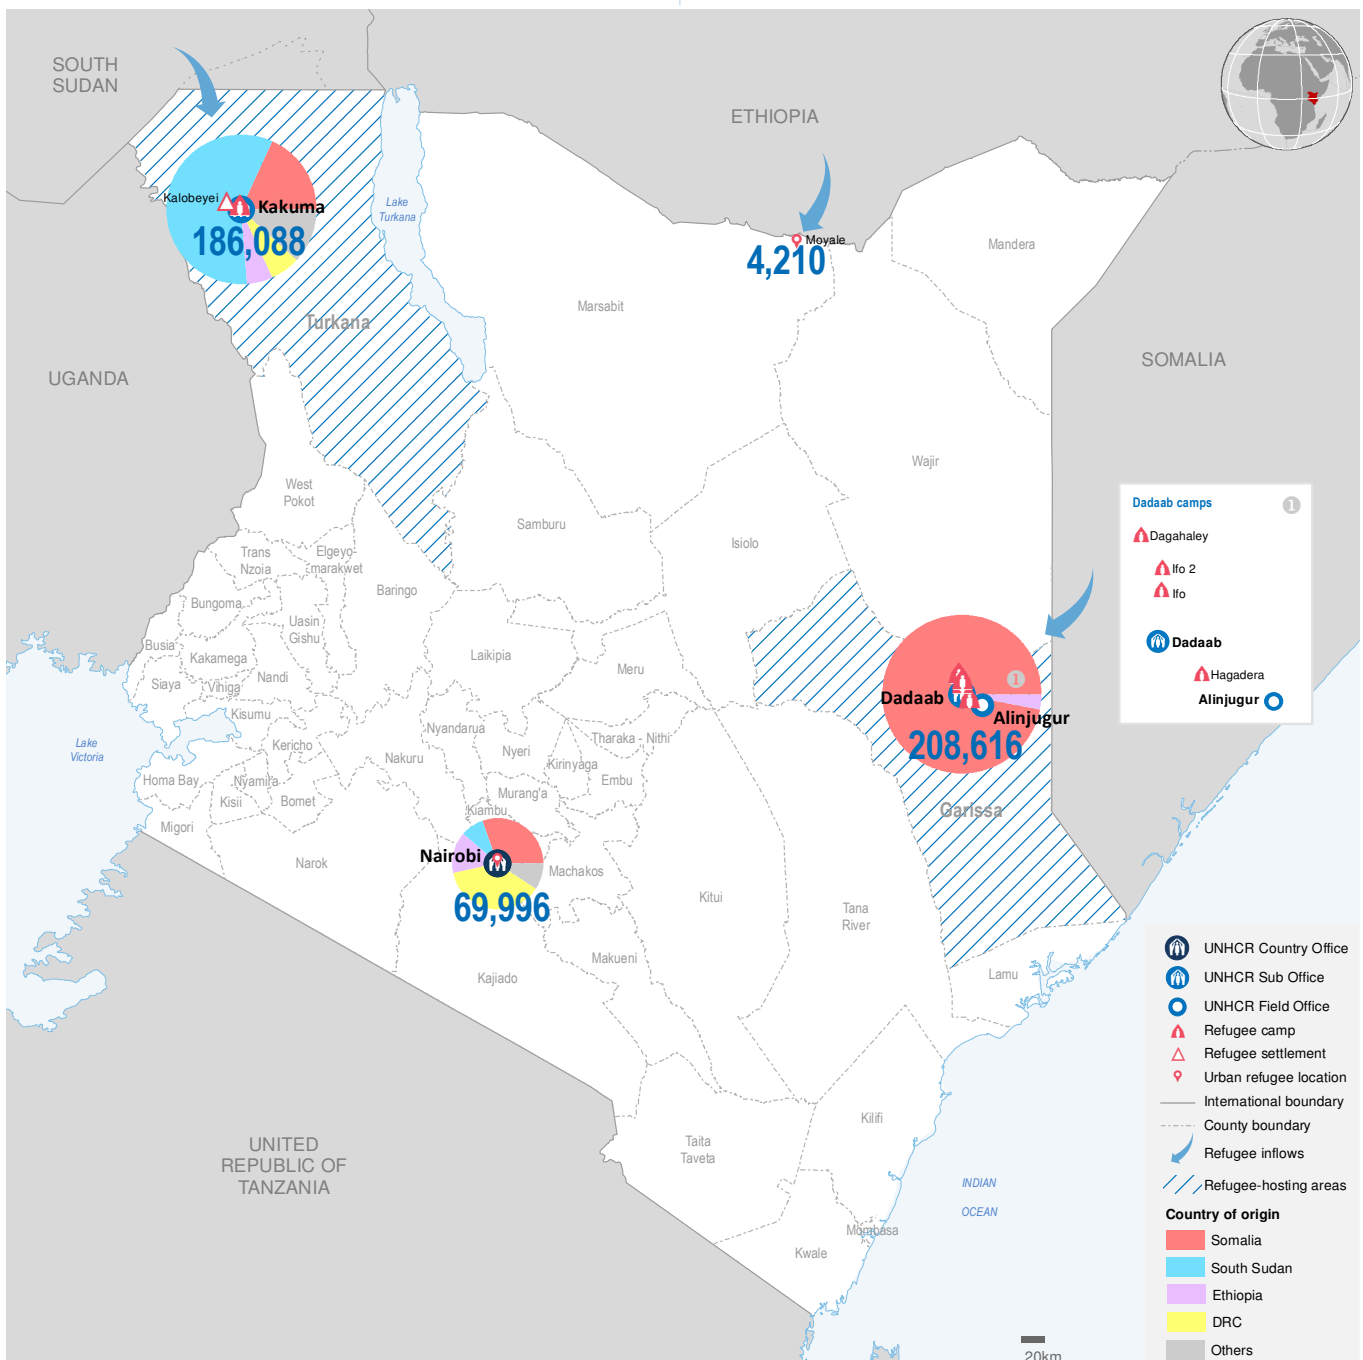 SOUTH
SUDAN
ETHIOPIA
Kalobeyei
Kakuma
186,088
Lake
Turkana
Moyale
4,210
Mandera
Marsabit
Turkana
UGANDA
SOMALIA
Wajir
West
Pokot
Samburu
Isiolo
Dadaab camps
1
Dagahaley
Ifo 2
Ifo
Dadaab
Hagadera
Alinjugur
Trans
Nzoia
Elgeyo-
marakwet
Baringo
Bungoma
Uasin
Gishu
Busia
Kakamega
Laikipia
Meru
Siaya
Vihiga
Nandi
1
Dadaab
Alinjugur
208,616
Kisumu
Lake
Victoria
Kericho
Nyandarua
Nyeri
Tharaka - Nithi
Nakuru
Kirinyaga
Embu
Homa Bay
Nyamira
Kisii
Bomet
Murang'a
Kiambu
Garissa
Migori
Narok
Nairobi
69,996
Machakos
Kitui
Tana
River
Makueni
Kajiado
Lamu
UNITED
REPUBLIC OF
TANZANIA
Taita
Taveta
Kilifi
INDIAN
OCEAN
Mombasa
Kwale
UNHCR Country Office
UNHCR Sub Office
UNHCR Field Office
Refugee camp
Refugee settlement
Urban refugee location
International boundary
County boundary
Refugee inflows
Refugee-hosting areas
Country of origin
Somalia
South Sudan
Ethiopia
DRC
Others
20km